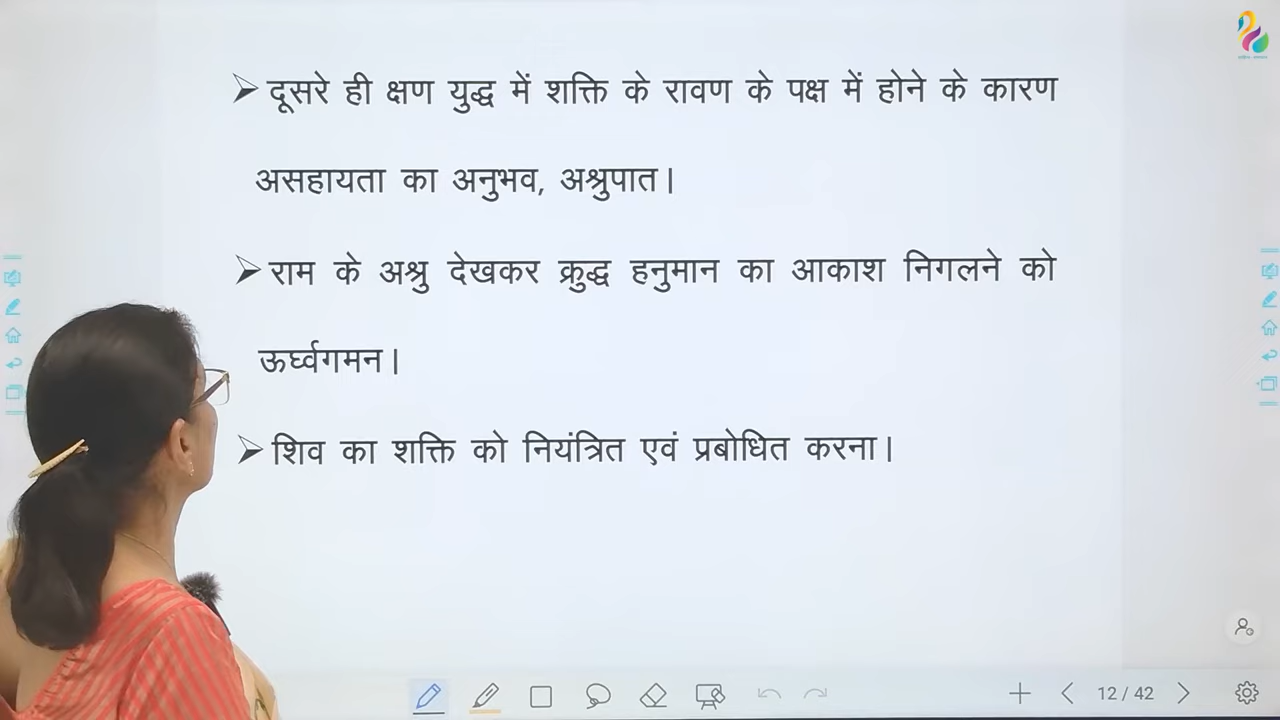 ➢ दूसरे ही क्षण युद्ध में शक्ति के रावण के पक्ष में होने के कारण
असहायता का अनुभव, अश्रुपात।
➢ राम के अश्रु देखकर क्रुद्ध हनुमान का आकाश निगलने को
ऊर्घ्वगमन।
➢ शिव का शक्ति को नियंत्रित एवं प्रबोधित करना।
12 / 42